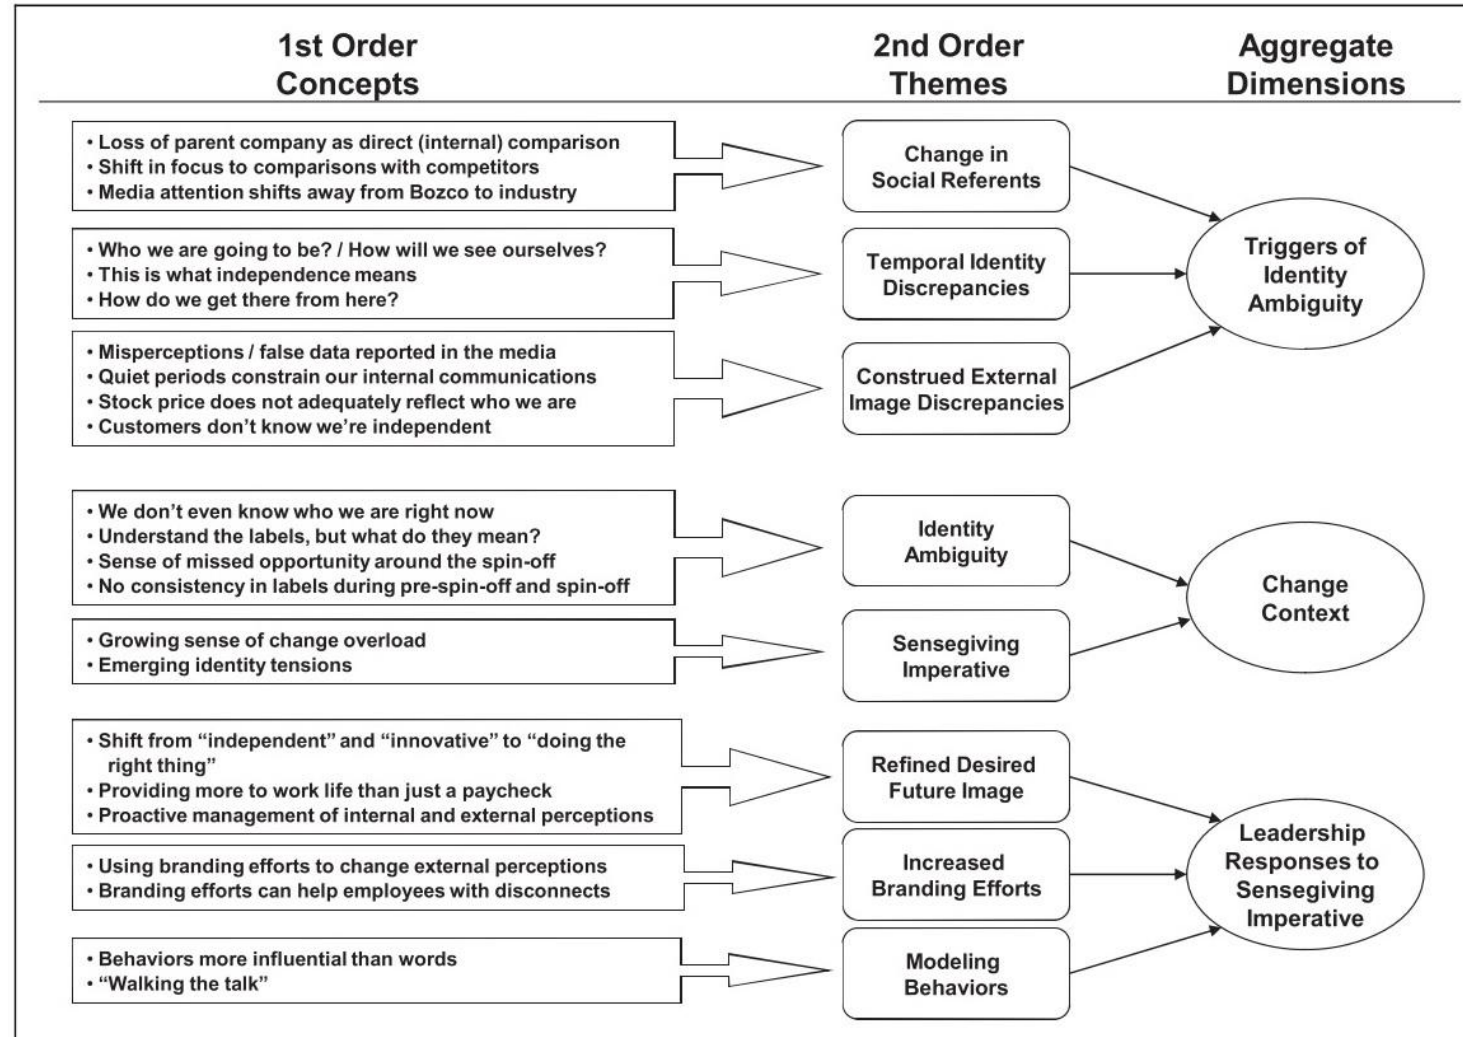 1st Order
Concepts
2nd Order
Themes
Aggregate
Dimensions
• Loss of parent company as direct (internal) comparison
• Shift in focus to comparisons with competitors
• Media attention shifts away from Bozco to industry
Change in
Social Referents
• Who we are going to be? / How will we see ourselves?
• This is what independence means
• How do we get there from here?
Temporal Identity
Discrepancies
• Misperceptions / false data reported in the media
• Quiet periods constrain our internal communications
• Stock price does not adequately reflect who we are
• Customers don’t know we’re independent
Construed External
Image Discrepancies
Triggers of
Identity
Ambiguity
• We don’t even know who we are right now
• Understand the labels, but what do they mean?
• Sense of missed opportunity around the spin-off
• No consistency in labels during pre-spin-off and spin-off
Identity
Ambiguity
• Growing sense of change overload
• Emerging identity tensions
Sensegiving
Imperative
Change
Context
• Shift from “independent” and “innovative” to “doing the
right thing”
• Providing more to work life than just a paycheck
• Proactive management of internal and external perceptions
Refined Desired
Future Image
• Using branding efforts to change external perceptions
• Branding efforts can help employees with disconnects
Increased
Branding Efforts
• Behaviors more influential than words
• “Walking the talk”
Modeling
Behaviors
Leadership
Responses to
Sensegiving
Imperative